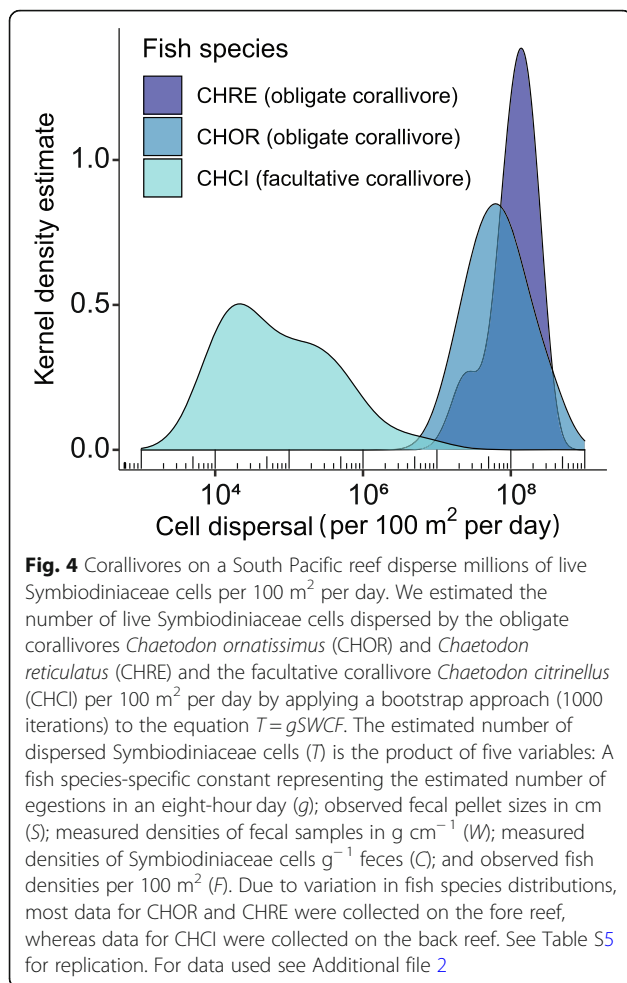 Fish species
CHRE (obligate corallivore)
CHOR (obligate corallivore)
CHCI (facultative corallivore)
Kernel density estimate
1.0
0.5
0.0
10⁴ 10⁶ 10⁸
Cell dispersal (per 100 m² per day)
Fig. 4 Corallivores on a South Pacific reef disperse millions of live
Symbiodiniaceae cells per 100 m² per day. We estimated the
number of live Symbiodiniaceae cells dispersed by the obligate
corallivores Chaetodon ornatissimus (CHOR) and Chaetodon
reticulatus (CHRE) and the facultative corallivore Chaetodon citrinellus
(CHCI) per 100 m² per day by applying a bootstrap approach (1000
iterations) to the equation T = gSWCF. The estimated number of
dispersed Symbiodiniaceae cells (T) is the product of five variables: A
fish species-specific constant representing the estimated number of
egestions in an eight-hour day (g); observed fecal pellet sizes in cm
(S); measured densities of fecal samples in g cm⁻¹ (W); measured
densities of Symbiodiniaceae cells g⁻¹ feces (C); and observed fish
densities per 100 m² (F). Due to variation in fish species distributions,
most data for CHOR and CHRE were collected on the fore reef,
whereas data for CHCI were collected on the back reef. See Table S5
for replication. For data used see Additional file 2